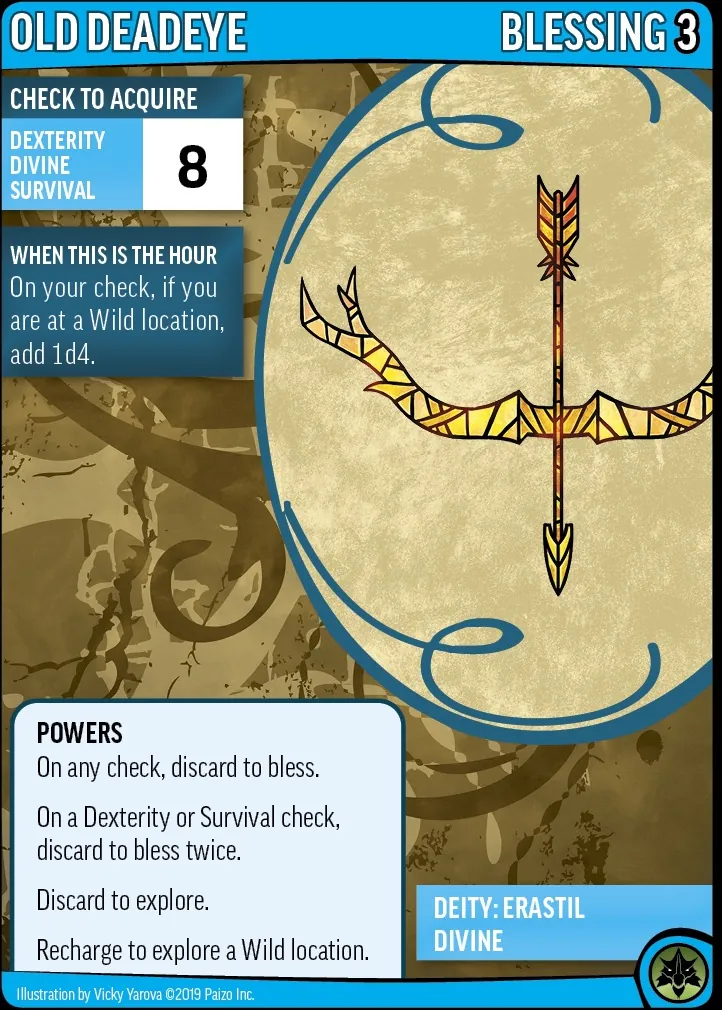 OLD DEADEYE
BLESSING 3
CHECK TO ACQUIRE
DEXTERITY
DIVINE
SURVIVAL
8
WHEN THIS IS THE HOUR
On your check, if you
are at a Wild location,
add 1d4.
POWERS
On any check, discard to bless.
On a Dexterity or Survival check,
discard to bless twice.
Discard to explore.
Recharge to explore a Wild location.
DEITY: ERASTIL
DIVINE
Illustration by Vicky Yarova ©2019 Paizo Inc.